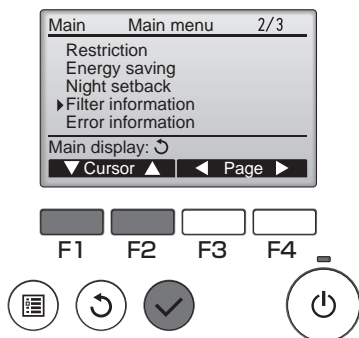 Main Main menu 2/3
Restriction
Energy saving
Night setback
Filter information
Error information
Main display:
Cursor Page
F1 F2 F3 F4